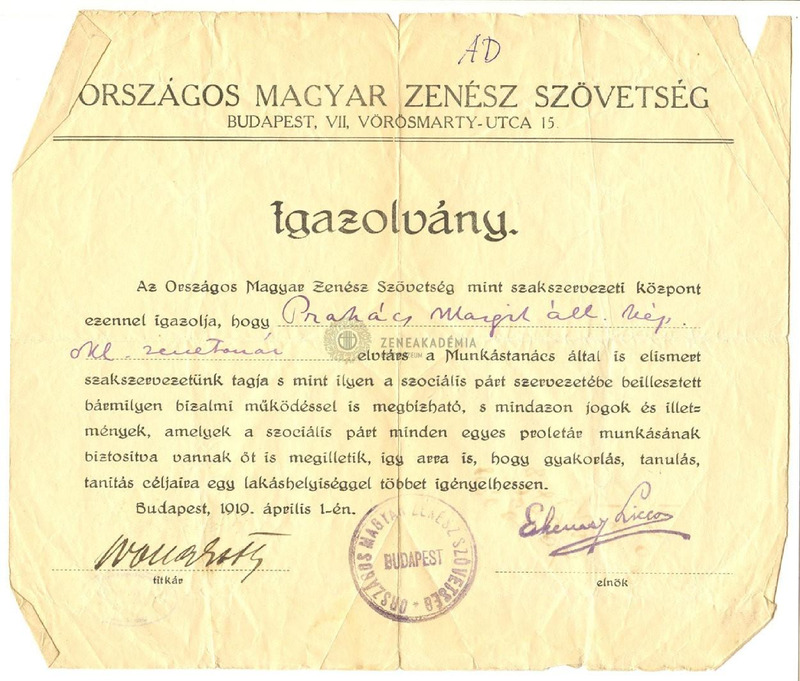 AD
ORSZÁGOS MAGYAR ZENÉSZ SZÖVETSÉG
BUDAPEST, VII, VÖRÖSMARTY-UTCA 15.
Igazolvány.
Az Országos Magyar Zenész Szövetség mint szakszervezeti központ
ezennel igazolja, hogy Prahács Margit áll. kép.
okl. zenetanár elvtárs a Munkástanács által is elismert
ZENEAKADÉMIA
szakszervezetünk tagja s mint ilyen a szociális párt szervezetébe beillesztett
bármilyen bizalmi működéssel is megbízható, s mindazon jogok és illet=
mények, amelyek a szociális párt minden egyes proletár munkásának
biztosítva vannak őt is megilletik, így arra is, hogy gyakorlás, tanulás,
tanítás céljaira egy lakáshelyiséggel többet igényelhessen.
Budapest, 1919. április 1-én.
ORSZÁGOS MAGYAR ZENÉSZ SZÖVETSÉG
BUDAPEST
titkár
elnök